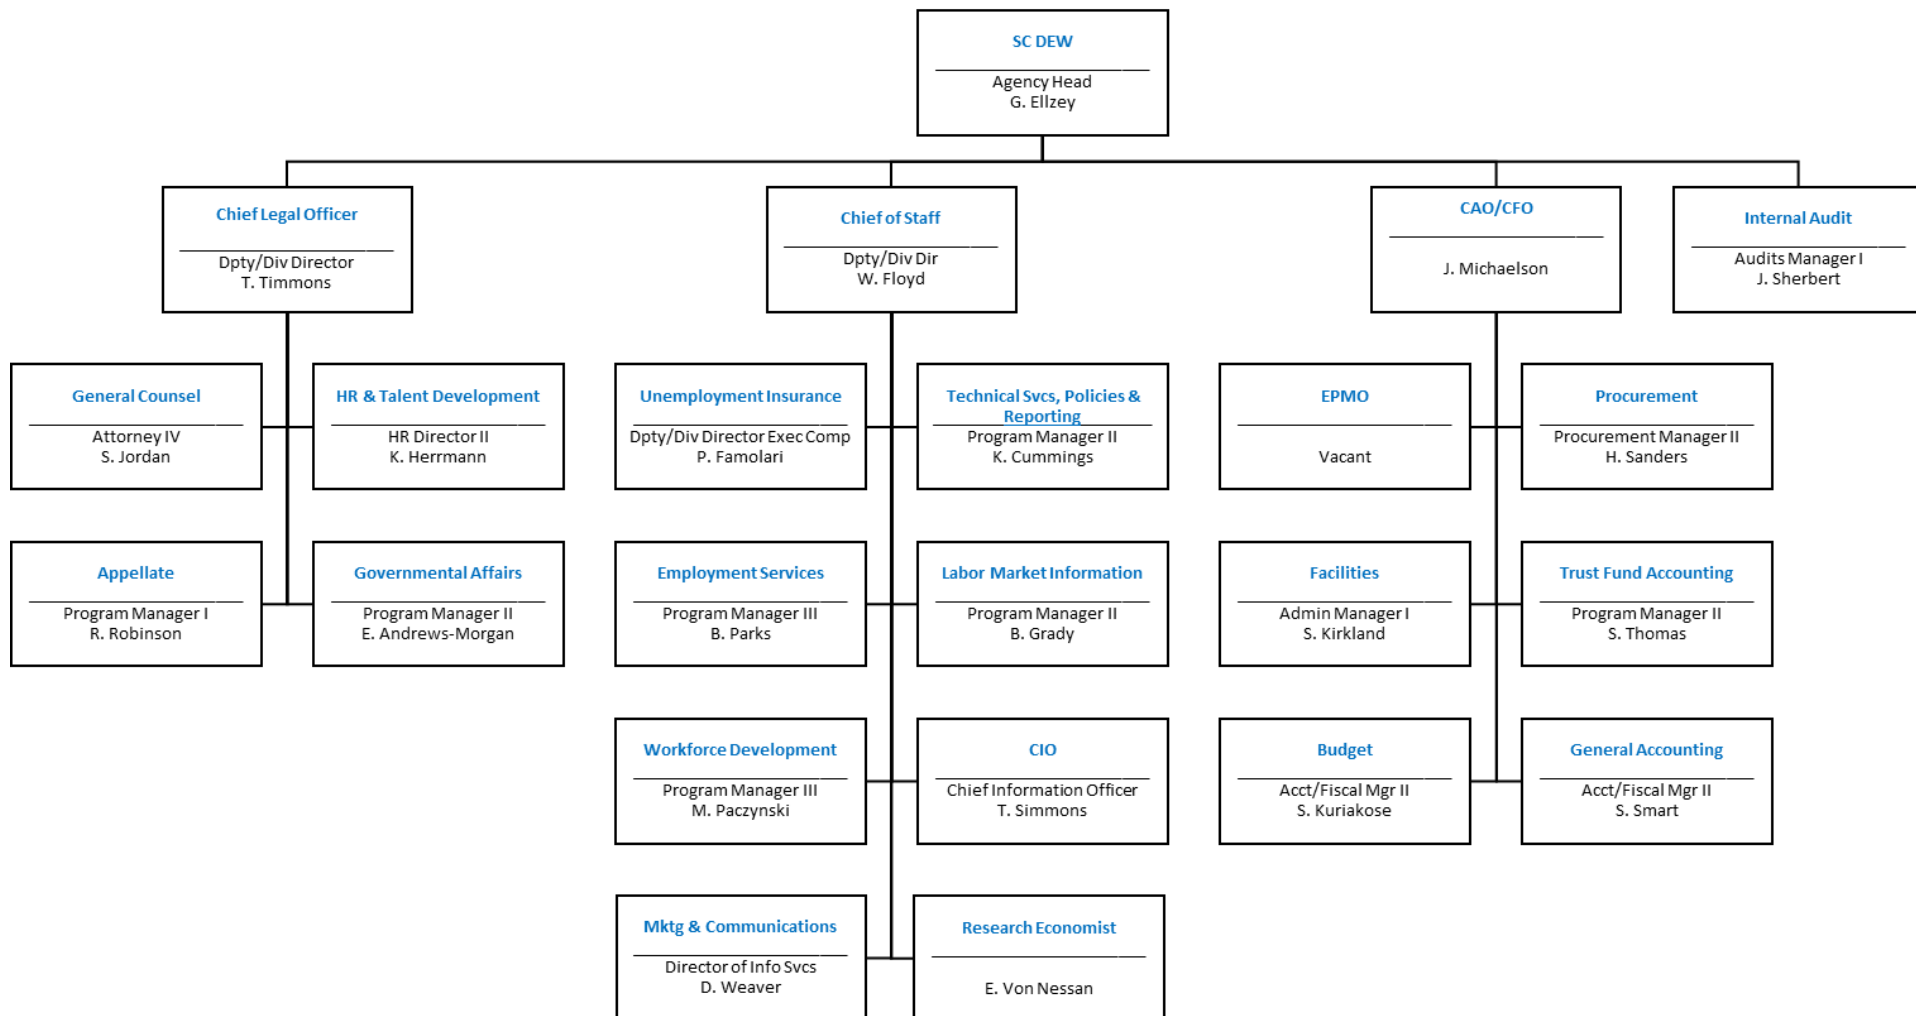 SC DEW
Agency Head
G. Ellzey
Chief Legal Officer
Dpty/Div Director
T. Timmons
Chief of Staff
Dpty/Div Dir
W. Floyd
CAO/CFO
J. Michaelson
Internal Audit
Audits Manager I
J. Sherbert
General Counsel
Attorney IV
S. Jordan
HR & Talent Development
HR Director II
K. Herrmann
Unemployment Insurance
Dpty/Div Director Exec Comp
P. Famolari
Technical Svcs, Policies &
Reporting
Program Manager II
K. Cummings
EPMO
Vacant
Procurement
Procurement Manager II
H. Sanders
Appellate
Program Manager I
R. Robinson
Governmental Affairs
Program Manager II
E. Andrews-Morgan
Employment Services
Program Manager III
B. Parks
Labor Market Information
Program Manager II
B. Grady
Facilities
Admin Manager I
S. Kirkland
Trust Fund Accounting
Program Manager II
S. Thomas
Workforce Development
Program Manager III
M. Paczynski
CIO
Chief Information Officer
T. Simmons
Budget
Acct/Fiscal Mgr II
S. Kuriakose
General Accounting
Acct/Fiscal Mgr II
S. Smart
Mktg & Communications
Director of Info Svcs
D. Weaver
Research Economist
E. Von Nessan